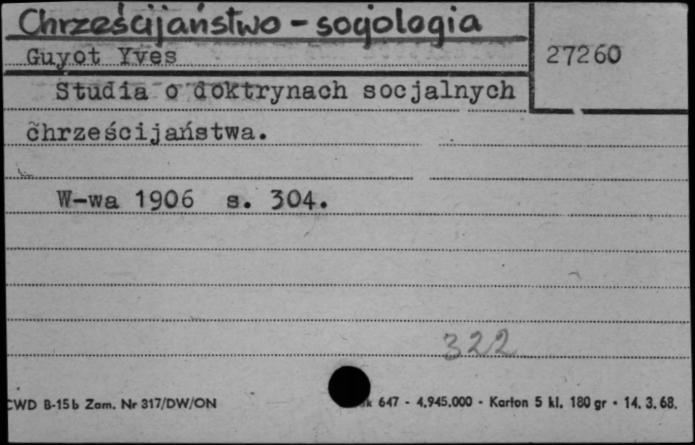 Chrześcijaństwo - socjologia
Guyot Yves
27260
Studia o doktrynach socjalnych
chrześcijaństwa.
W-wa 1906 s. 304.
322
CWD B-15b Zam. Nr 317/DW/ON
647 - 4.945.000 - Karton 5 kl. 180 gr - 14.3.68.